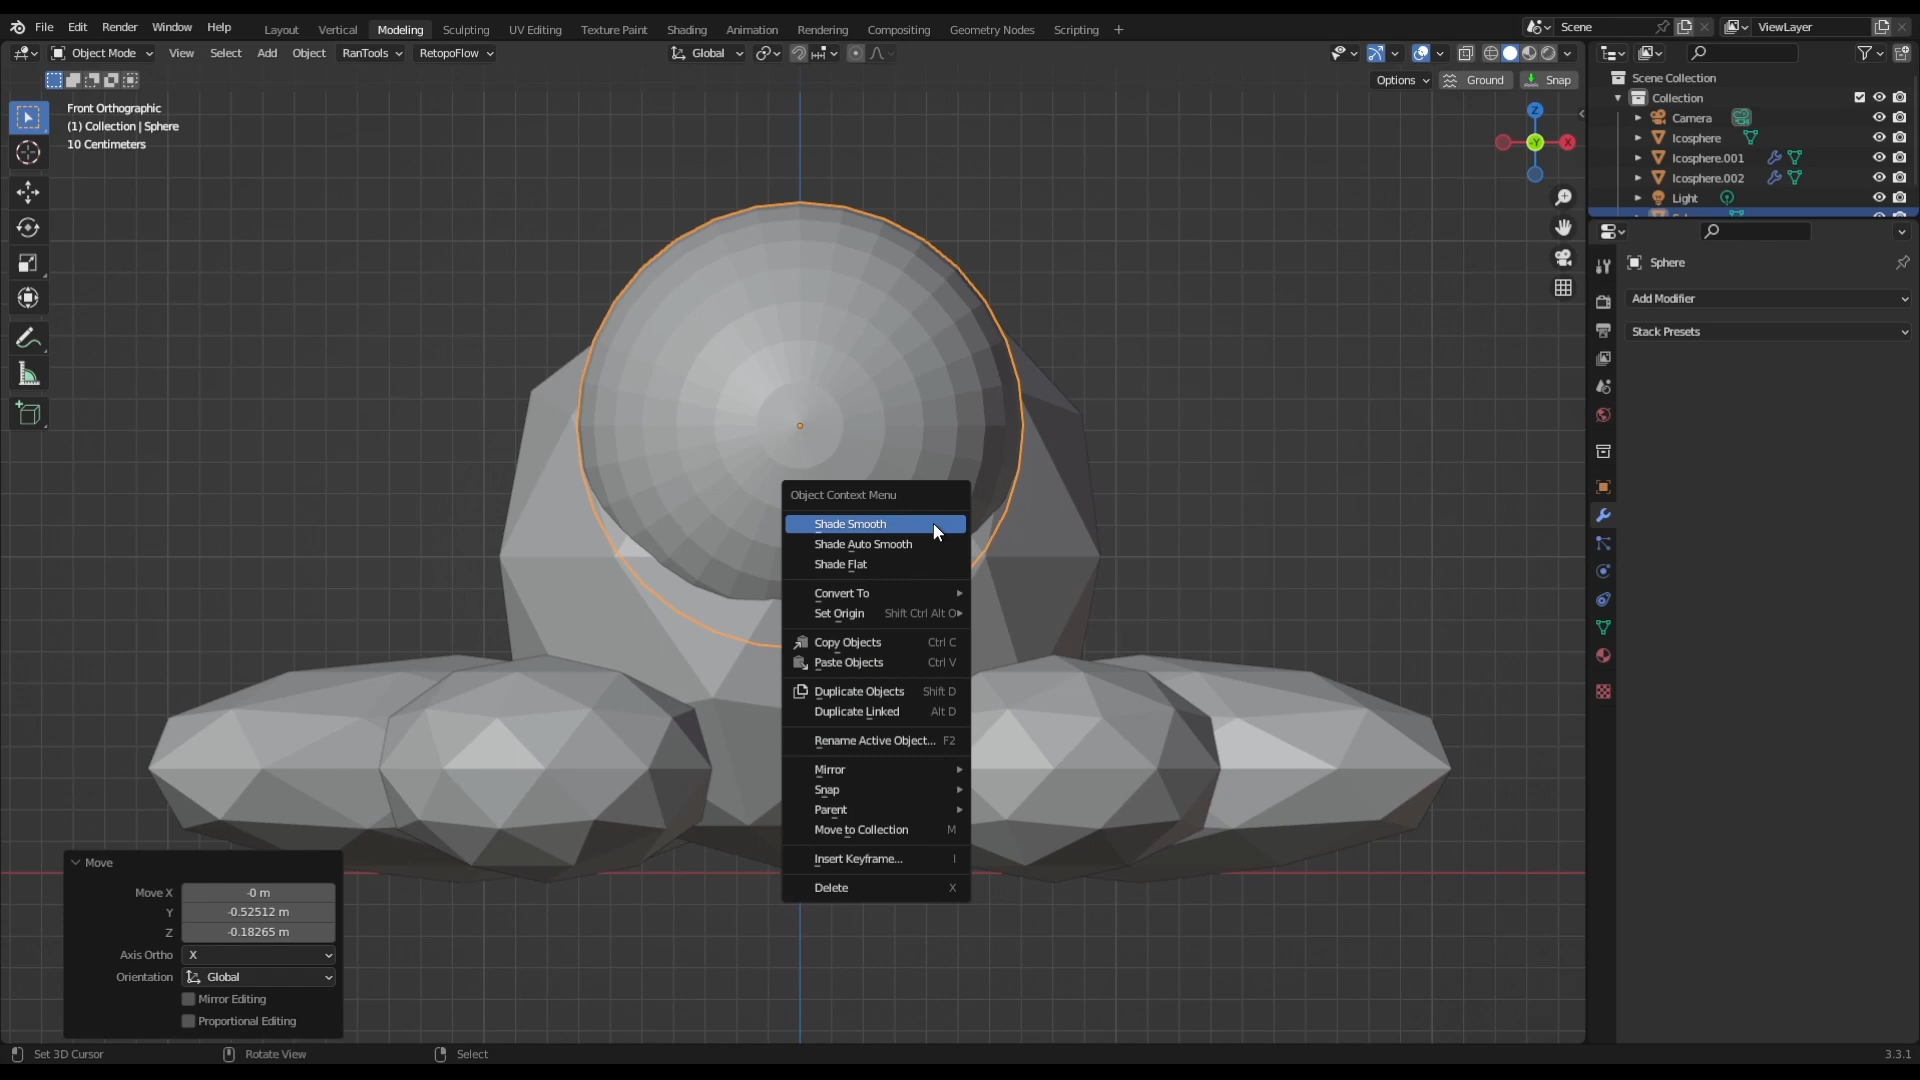 File Edit Render Window Help
Layout Vertical Modeling Sculpting UV Editing Texture Paint Shading Animation Rendering Compositing Geometry Nodes Scripting +
Scene
ViewLayer
Object Mode View Select Add Object RanTools RetopoFlow
Global
Options Ground Snap
Front Orthographic
(1) Collection | Sphere
10 Centimeters
Z
-Y
X
Scene Collection
Collection
Camera
Icosphere
Icosphere.001
Icosphere.002
Light
Sphere
Add Modifier
Stack Presets
Object Context Menu
Shade Smooth
Shade Auto Smooth
Shade Flat
Convert To
Set Origin Shift Ctrl Alt O
Copy Objects Ctrl C
Paste Objects Ctrl V
Duplicate Objects Shift D
Duplicate Linked Alt D
Rename Active Object... F2
Mirror
Snap
Parent
Move to Collection M
Insert Keyframe... I
Delete X
Move
Move X -0 m
Y -0.52512 m
Z -0.18265 m
Axis Ortho X
Orientation Global
Mirror Editing
Proportional Editing
Set 3D Cursor Rotate View Select
3.3.1